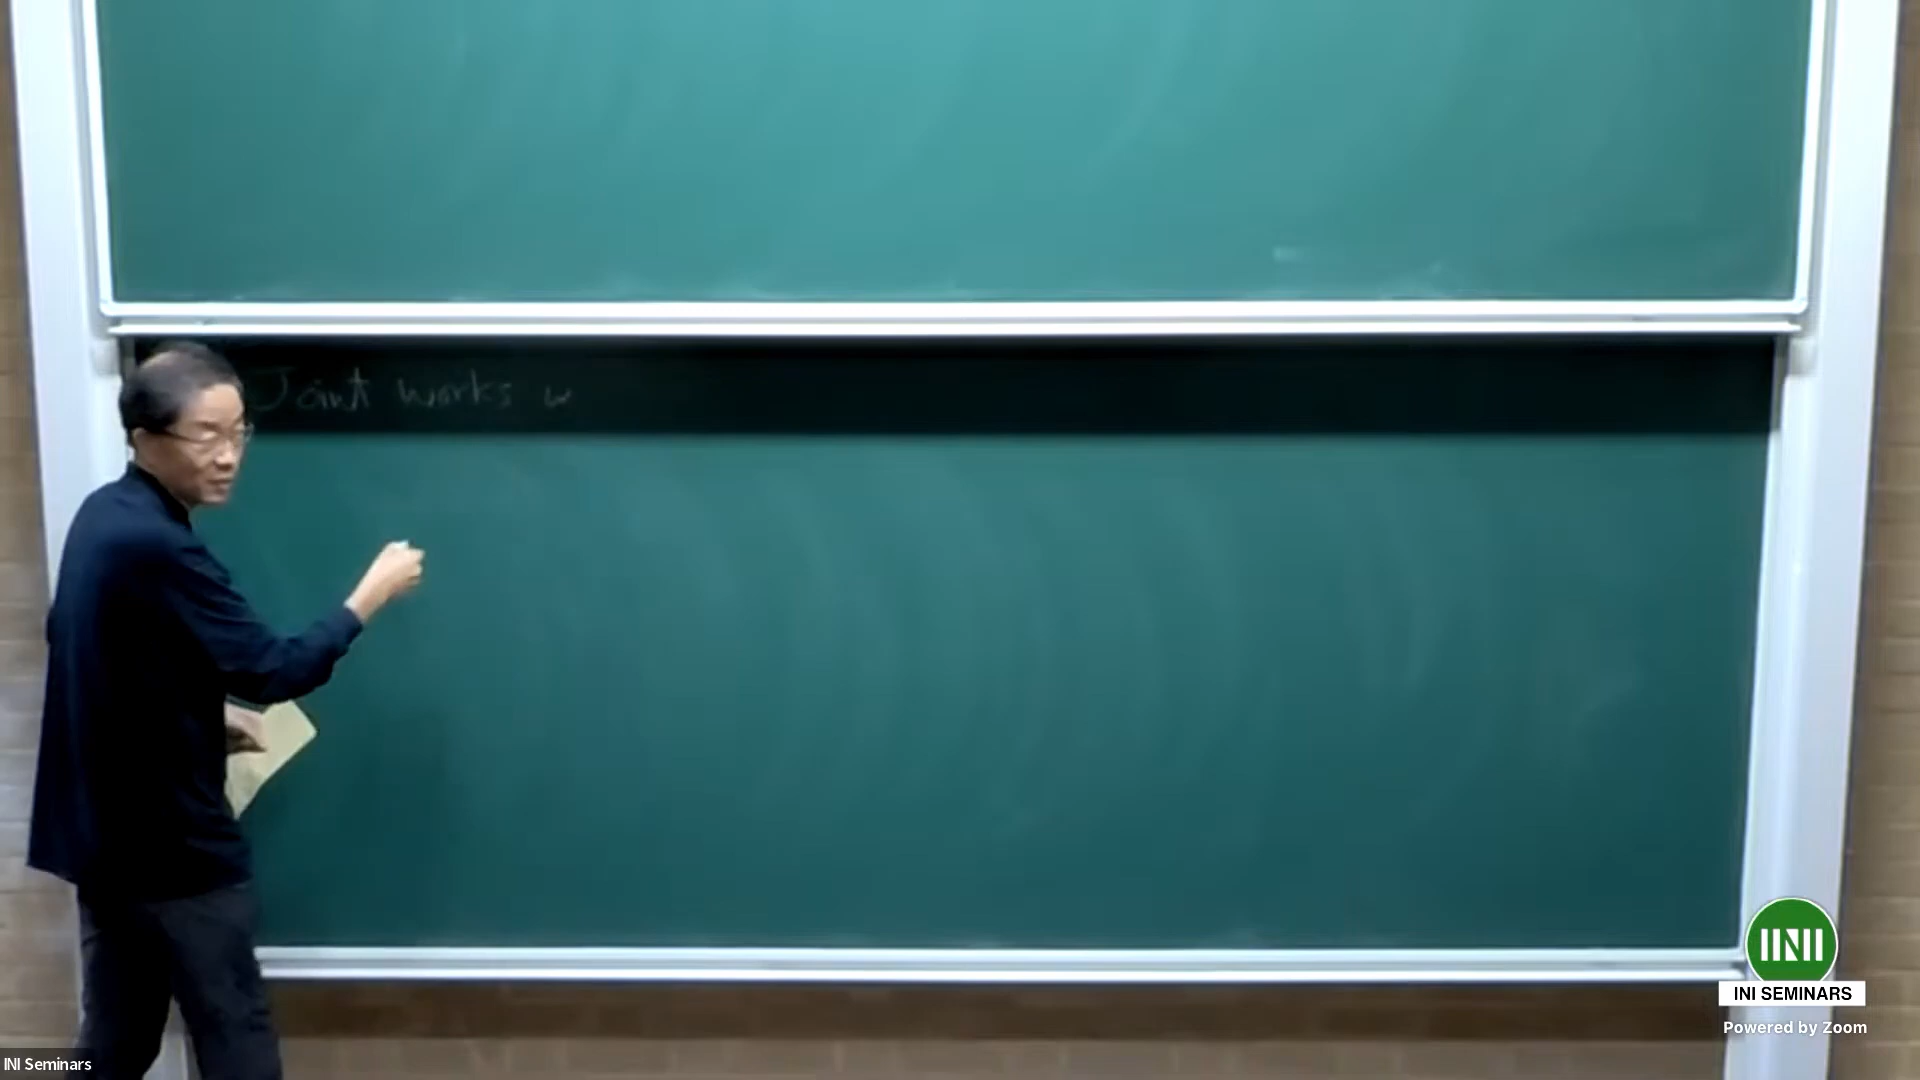 Joint works w
INI
INI SEMINARS
Powered by Zoom
INI Seminars